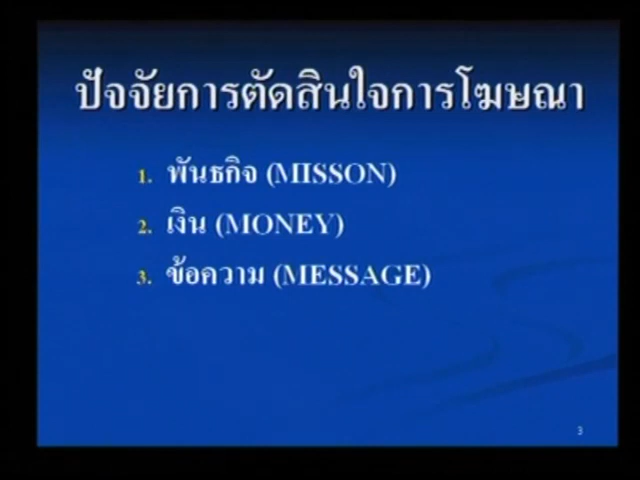 ปัจจัยการตัดสินใจการโฆษณา
1. พันธกิจ (MISSON)
2. เงิน (MONEY)
3. ข้อความ (MESSAGE)
3